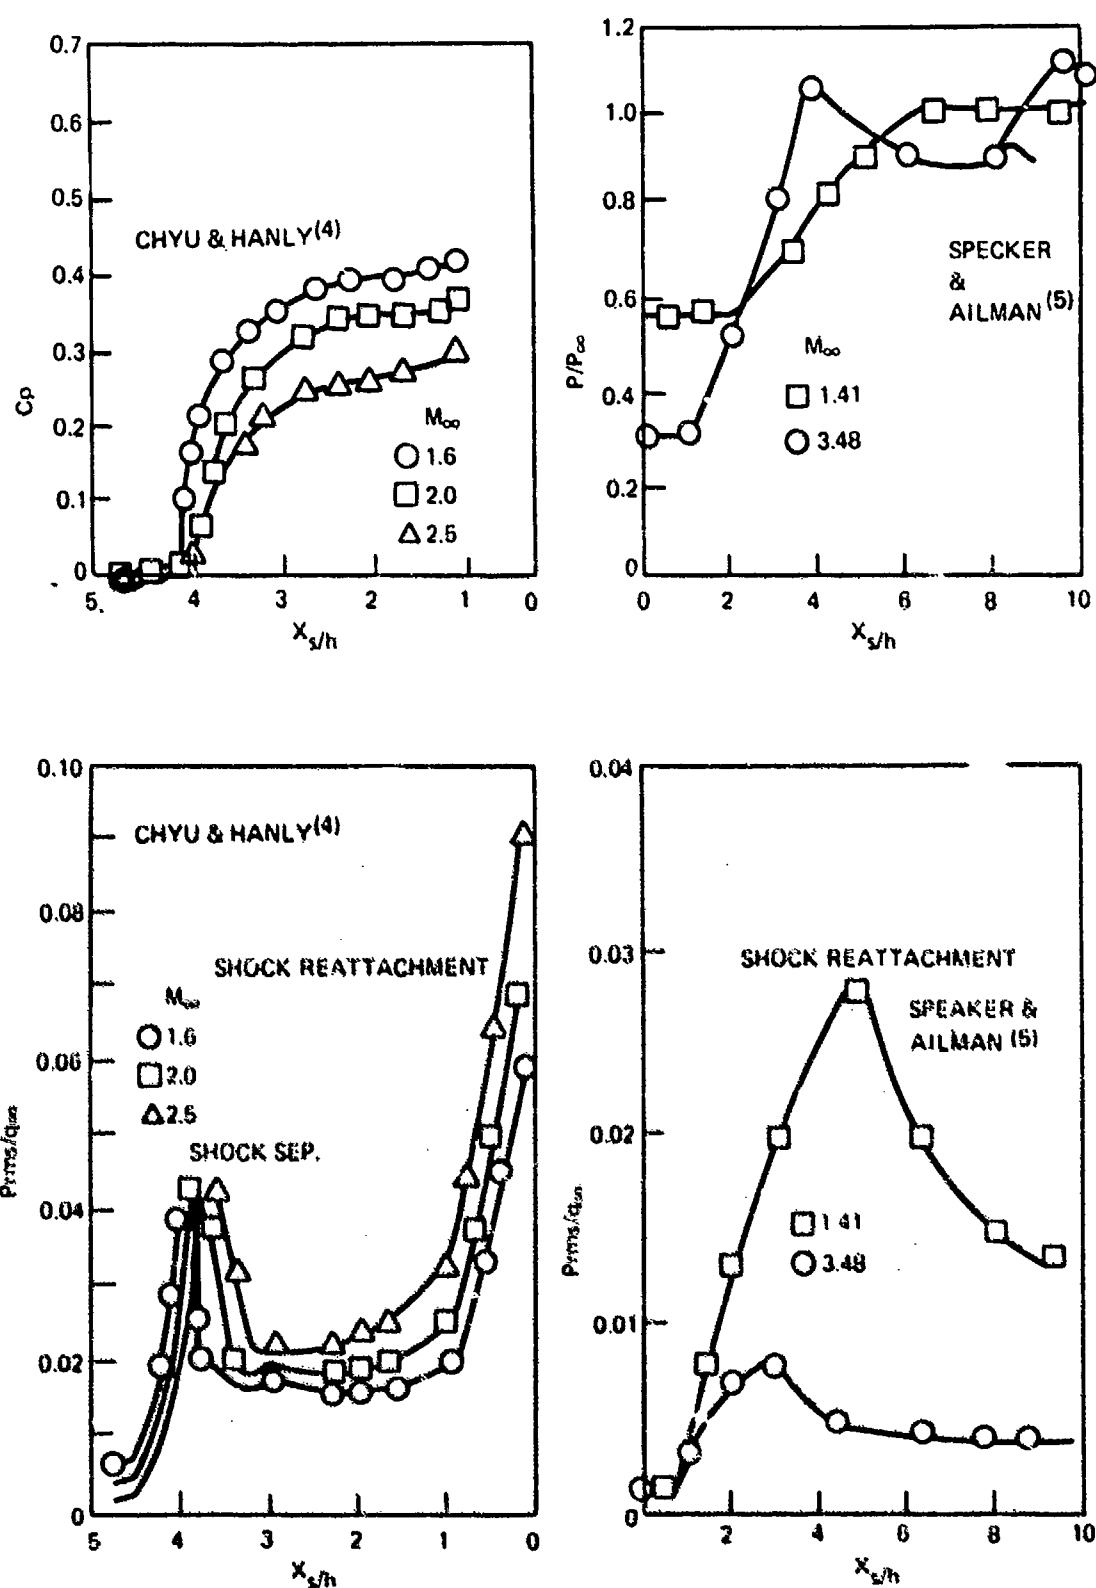 0.7
0.6
0.5
0.4
0.3
0.2
0.1
0
Cp
CHYU & HANLY(4)
M∞
○ 1.6
□ 2.0
△ 2.5
5. 4 3 2 1 0
Xs/h
1.2
1.0
0.8
0.6
0.4
0.2
0
P/P∞
SPECKER
&
AILMAN (5)
M∞
□ 1.41
○ 3.48
0 2 4 6 8 10
Xs/h
0.10
0.08
0.06
0.04
0.02
0
Prms/q∞
CHYU & HANLY(4)
SHOCK REATTACHMENT
M∞
○ 1.6
□ 2.0
△ 2.5
SHOCK SEP.
5 4 3 2 1 0
Xs/h
0.04
0.03
0.02
0.01
0
Prms/q∞
SHOCK REATTACHMENT
SPEAKER &
AILMAN (5)
□ 1.41
○ 3.48
0 2 4 6 8 10
Xs/h